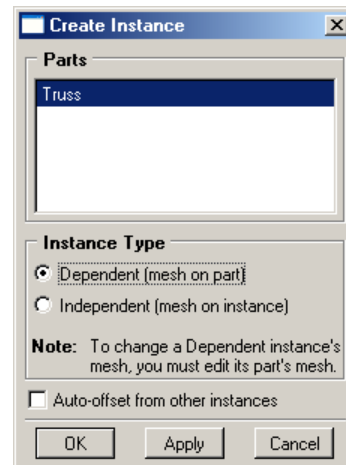 Create Instance
Parts
Truss
Instance Type
Dependent (mesh on part)
Independent (mesh on instance)
Note: To change a Dependent instance's
mesh, you must edit its part's mesh.
Auto-offset from other instances
OK Apply Cancel